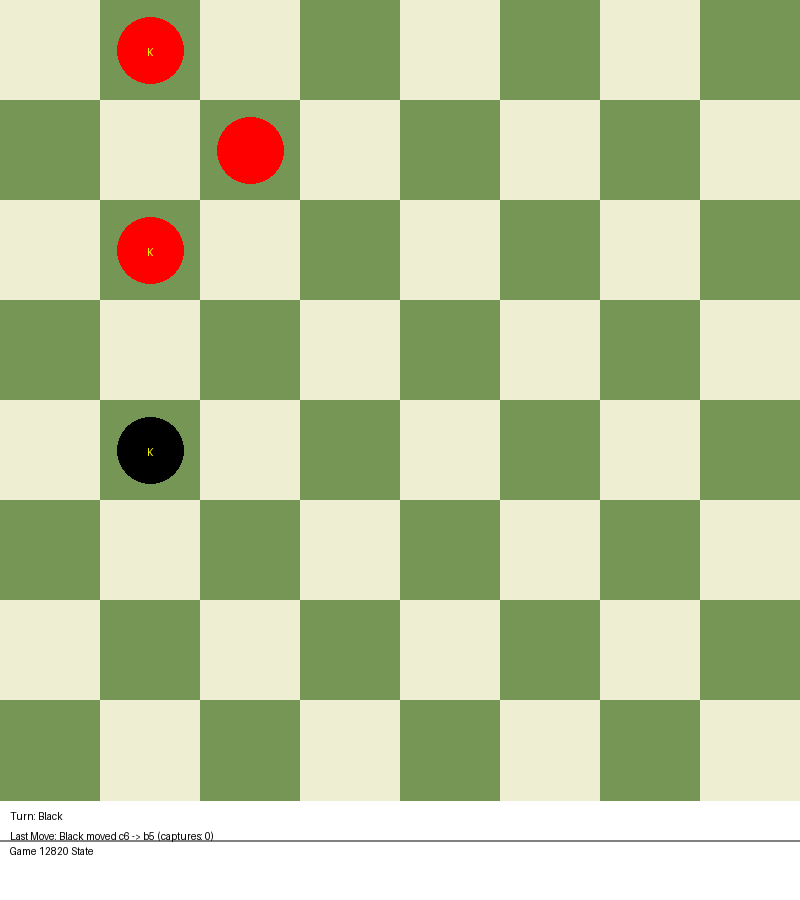 K
K
K
Turn: Black
Last Move: Black moved c6 -> b5 (captures: 0)
Game 12820 State